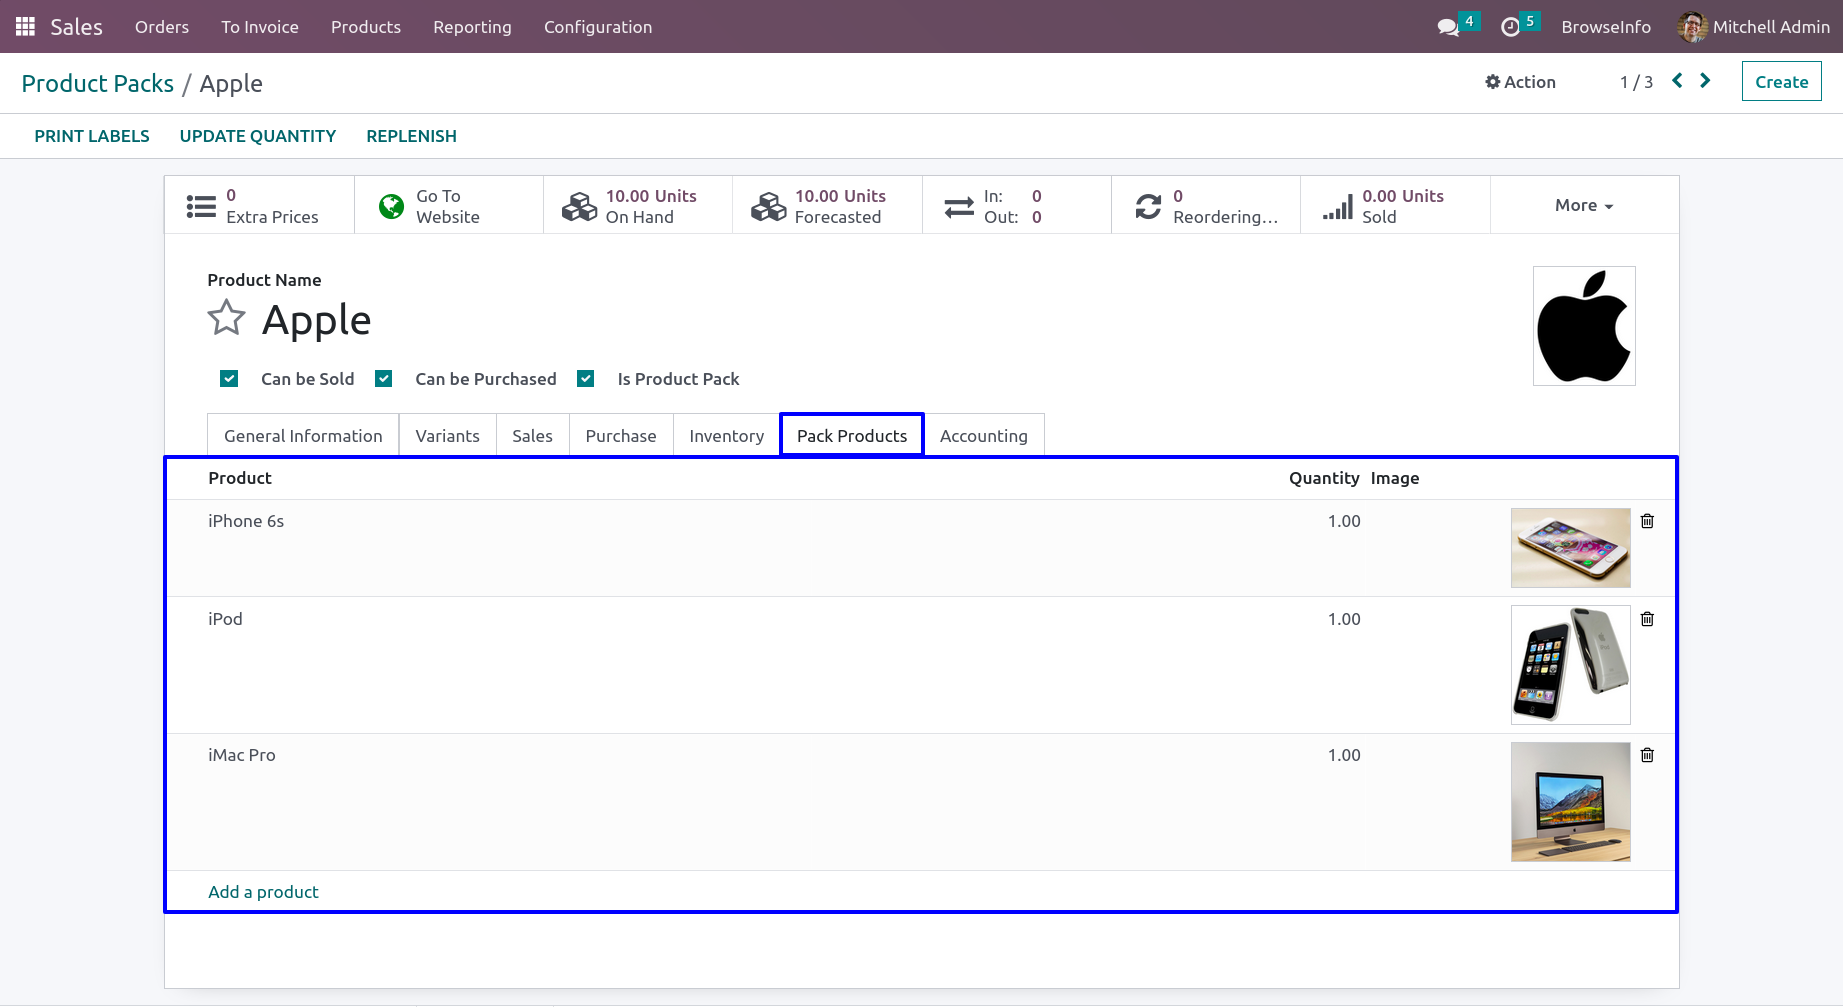 Sales Orders To Invoice Products Reporting Configuration 4 5 BrowseInfo Mitchell Admin
Product Packs / Apple Action 1 / 3 Create
PRINT LABELS UPDATE QUANTITY REPLENISH
0 Extra Prices
Go To Website
10.00 Units On Hand
10.00 Units Forecasted
In: 0
Out: 0
0 Reordering...
0.00 Units Sold
More
Product Name
Apple
Can be Sold Can be Purchased Is Product Pack
General Information Variants Sales Purchase Inventory Pack Products Accounting
Product Quantity Image
iPhone 6s 1.00
iPod 1.00
iMac Pro 1.00
Add a product